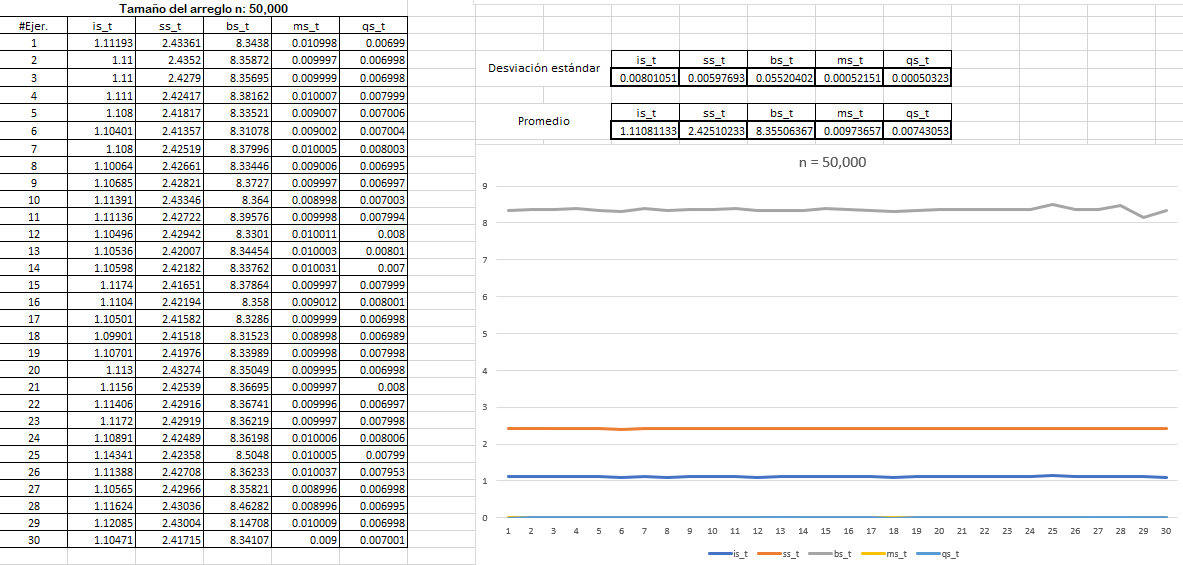 Tamaño del arreglo n: 50,000
#Ejer. is_t ss_t bs_t ms_t qs_t
1 1.11193 2.43361 8.3438 0.010998 0.00699
2 1.11 2.4352 8.35872 0.009997 0.006998
3 1.11 2.4279 8.35695 0.009999 0.006998
4 1.111 2.42417 8.38162 0.010007 0.007999
5 1.108 2.41817 8.33521 0.009007 0.007006
6 1.10401 2.41357 8.31078 0.009002 0.007004
7 1.108 2.42519 8.37996 0.010005 0.008003
8 1.10064 2.42661 8.33446 0.009006 0.006995
9 1.10685 2.42821 8.3727 0.009997 0.006997
10 1.11391 2.43346 8.364 0.008998 0.007003
11 1.11136 2.42722 8.39576 0.009998 0.007994
12 1.10496 2.42942 8.3301 0.010011 0.008
13 1.10536 2.42007 8.34454 0.010003 0.00801
14 1.10598 2.42182 8.33762 0.010031 0.007
15 1.1174 2.41651 8.37864 0.009997 0.007999
16 1.1104 2.42194 8.358 0.009012 0.008001
17 1.10501 2.41582 8.3286 0.009999 0.006998
18 1.09901 2.41518 8.31523 0.008998 0.006989
19 1.10701 2.41976 8.33989 0.009998 0.007998
20 1.113 2.43274 8.35049 0.009995 0.006998
21 1.1156 2.42539 8.36695 0.009997 0.008
22 1.11406 2.42916 8.36741 0.009996 0.006997
23 1.1172 2.42919 8.36219 0.009997 0.007998
24 1.10891 2.42489 8.36198 0.010006 0.008006
25 1.14341 2.42358 8.5048 0.010005 0.00799
26 1.11388 2.42708 8.36233 0.010037 0.007953
27 1.10565 2.42966 8.35821 0.008996 0.006998
28 1.11624 2.43036 8.46282 0.008996 0.006995
29 1.12085 2.43004 8.14708 0.010009 0.006998
30 1.10471 2.41715 8.34107 0.009 0.007001
Desviación estándar
is_t ss_t bs_t ms_t qs_t
0.00801051 0.00597693 0.05520402 0.00052151 0.00050323
Promedio
is_t ss_t bs_t ms_t qs_t
1.11081133 2.42510233 8.35506367 0.00973657 0.00743053
n = 50,000
9
8
7
6
5
4
3
2
1
0
1 2 3 4 5 6 7 8 9 10 11 12 13 14 15 16 17 18 19 20 21 22 23 24 25 26 27 28 29 30
is_t ss_t bs_t ms_t qs_t